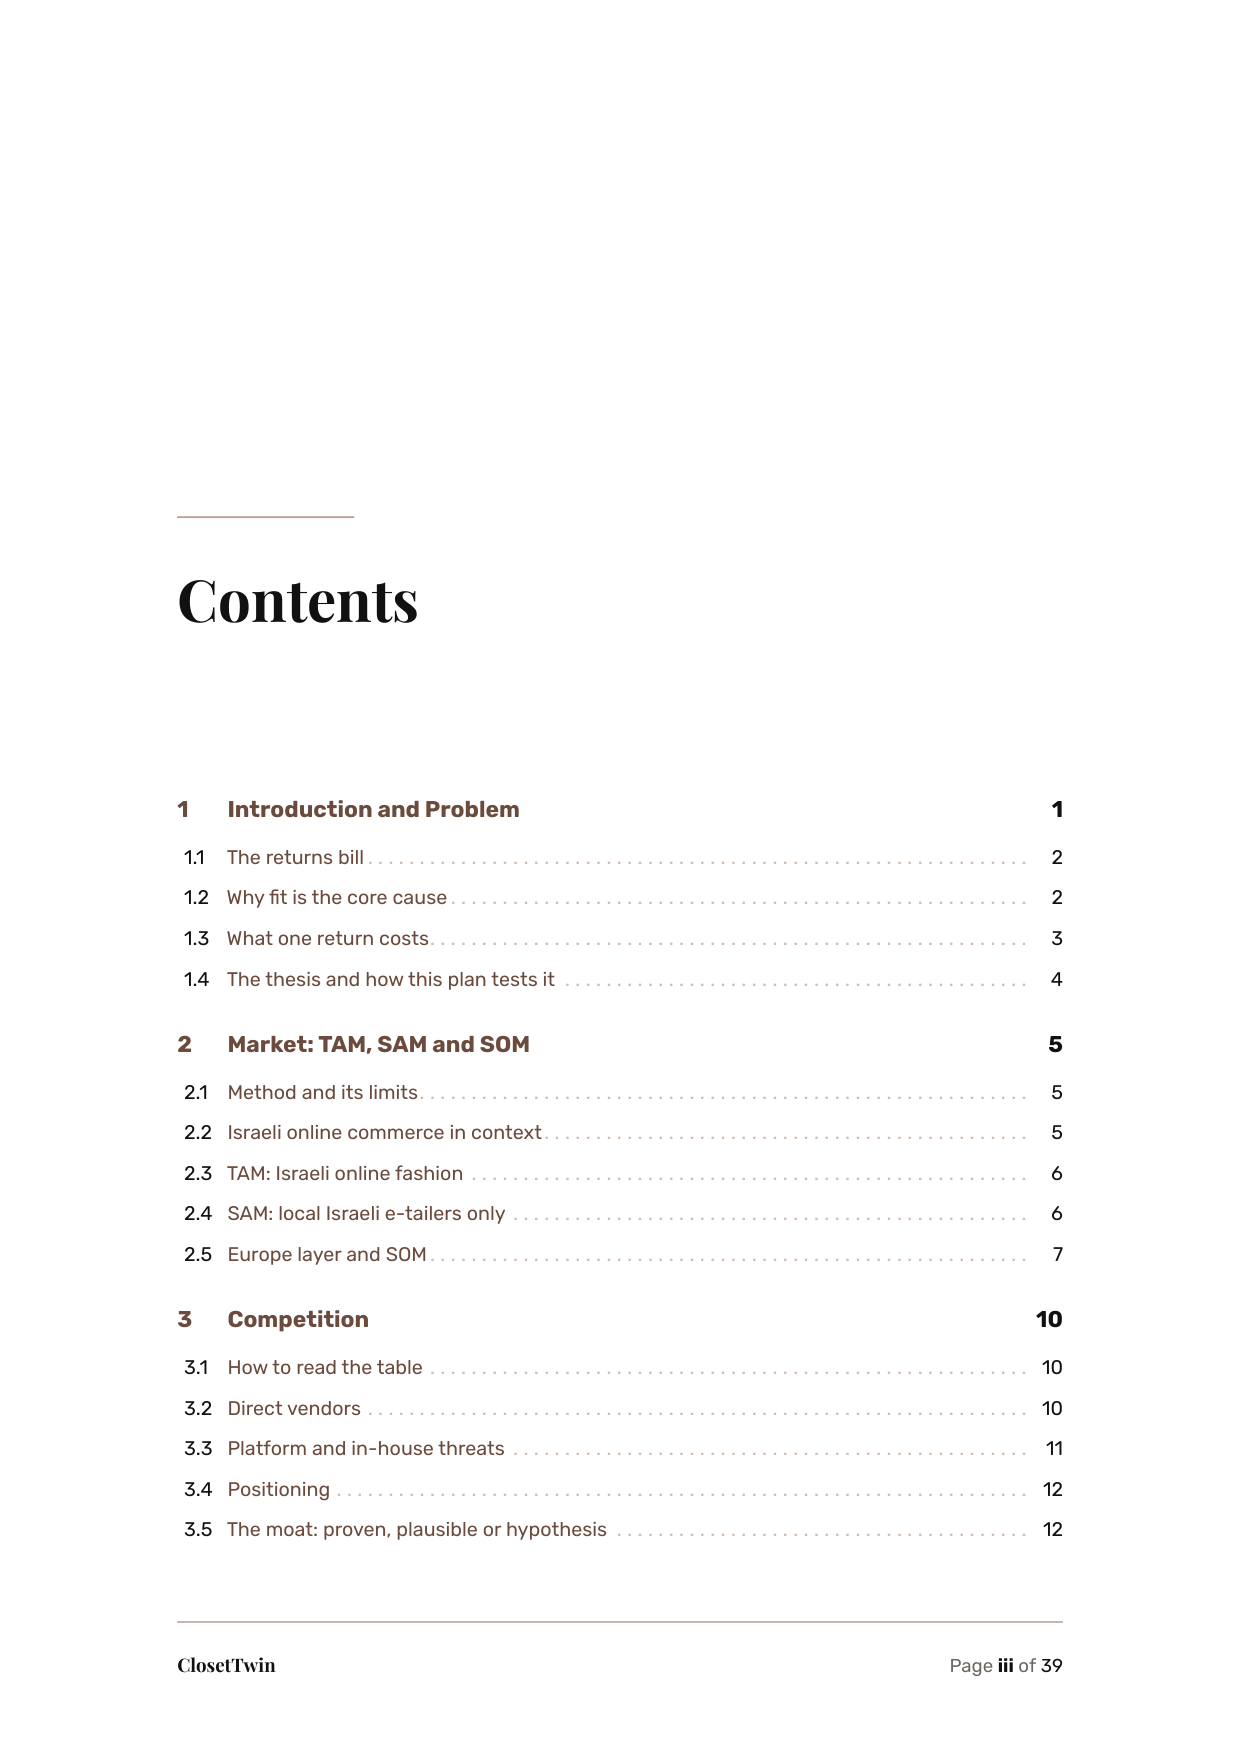 Contents
1 Introduction and Problem 1
1.1 The returns bill 2
1.2 Why fit is the core cause 2
1.3 What one return costs 3
1.4 The thesis and how this plan tests it 4
2 Market: TAM, SAM and SOM 5
2.1 Method and its limits 5
2.2 Israeli online commerce in context 5
2.3 TAM: Israeli online fashion 6
2.4 SAM: local Israeli e-tailers only 6
2.5 Europe layer and SOM 7
3 Competition 10
3.1 How to read the table 10
3.2 Direct vendors 10
3.3 Platform and in-house threats 11
3.4 Positioning 12
3.5 The moat: proven, plausible or hypothesis 12
ClosetTwin Page iii of 39